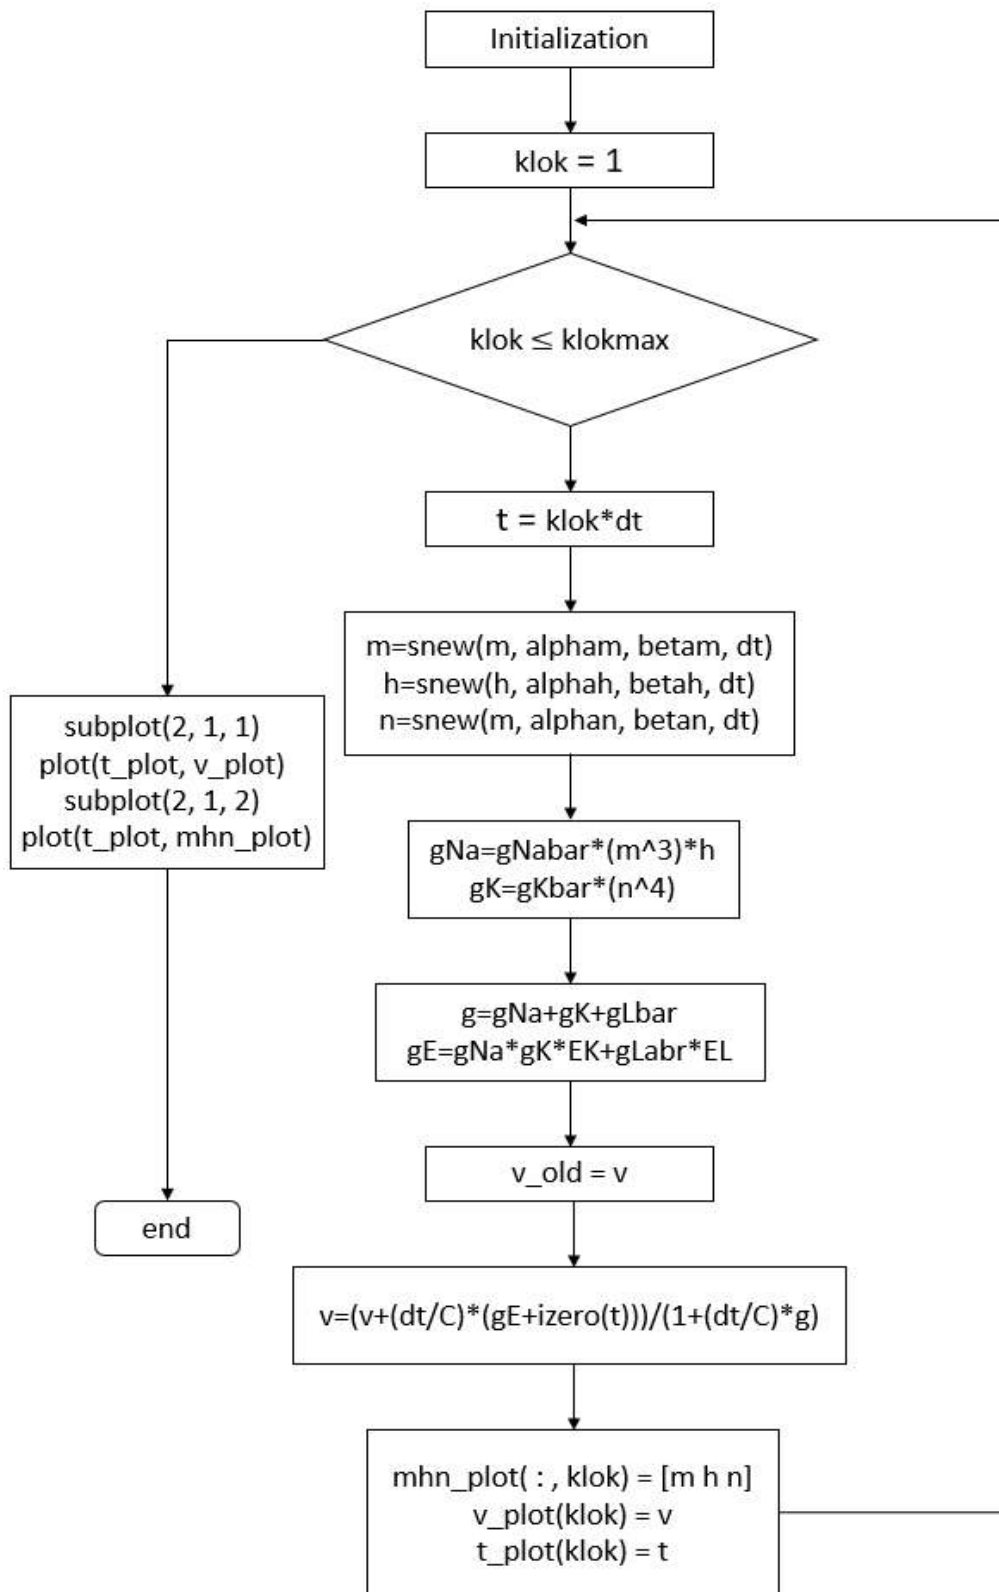 Initialization
klok = 1
klok ≤ klokmax
t = klok*dt
m=snew(m, alpham, betam, dt)
h=snew(h, alphah, betah, dt)
n=snew(m, alphan, betan, dt)
subplot(2, 1, 1)
plot(t_plot, v_plot)
subplot(2, 1, 2)
plot(t_plot, mhn_plot)
gNa=gNabar*(m^3)*h
gK=gKbar*(n^4)
g=gNa+gK+gLbar
gE=gNa*gK*EK+gLabr*EL
v_old = v
end
v=(v+(dt/C)*(gE+izero(t)))/(1+(dt/C)*g)
mhn_plot( : , klok) = [m h n]
v_plot(klok) = v
t_plot(klok) = t